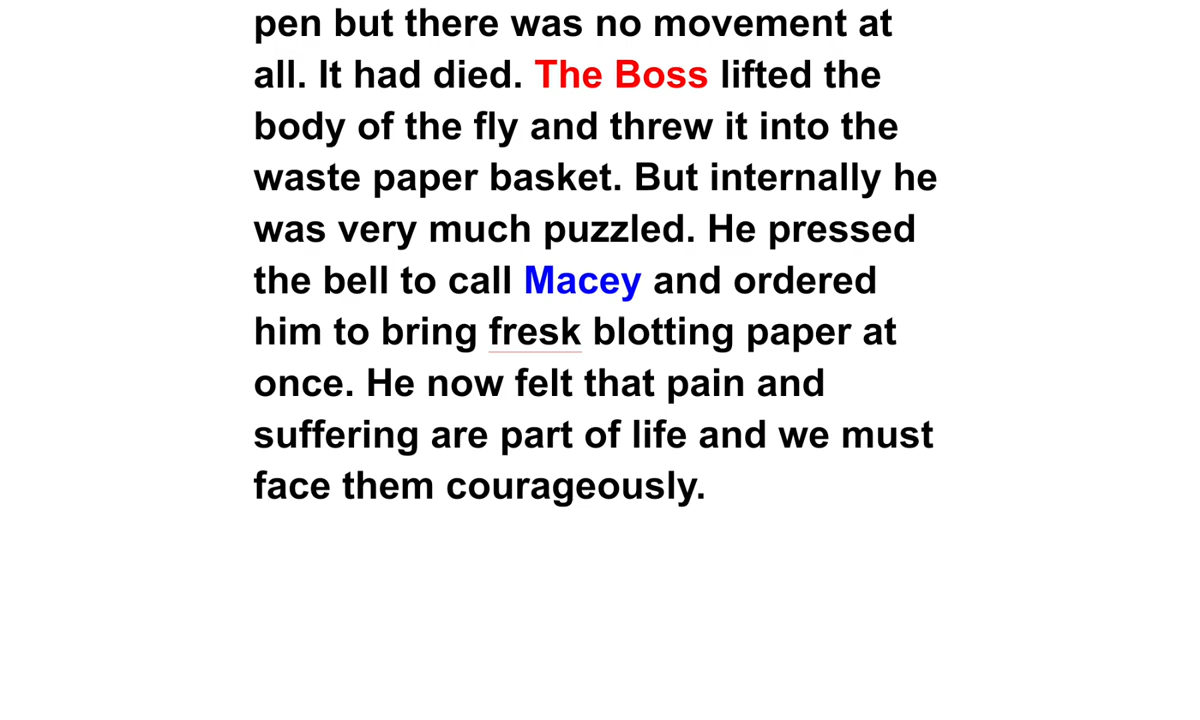 pen but there was no movement at
all. It had died. The Boss lifted the
body of the fly and threw it into the
waste paper basket. But internally he
was very much puzzled. He pressed
the bell to call Macey and ordered
him to bring fresk blotting paper at
once. He now felt that pain and
suffering are part of life and we must
face them courageously.